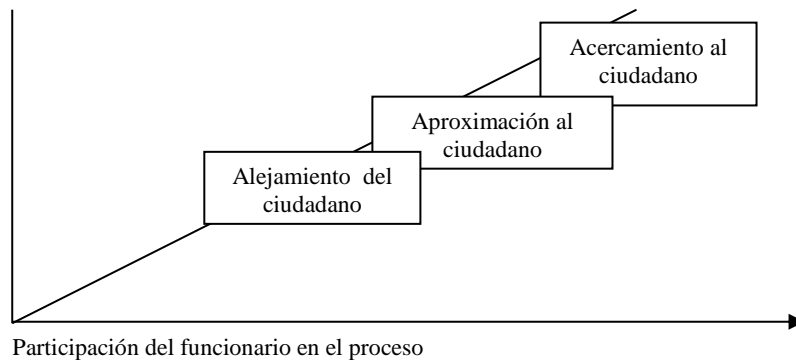 Acercamiento al
ciudadano
Aproximación al
ciudadano
Alejamiento  del
ciudadano
Participación del funcionario en el proceso